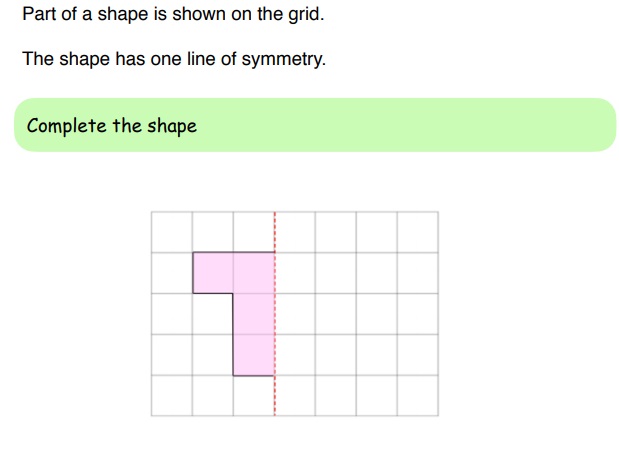 Part of a shape is shown on the grid.
The shape has one line of symmetry.
Complete the shape